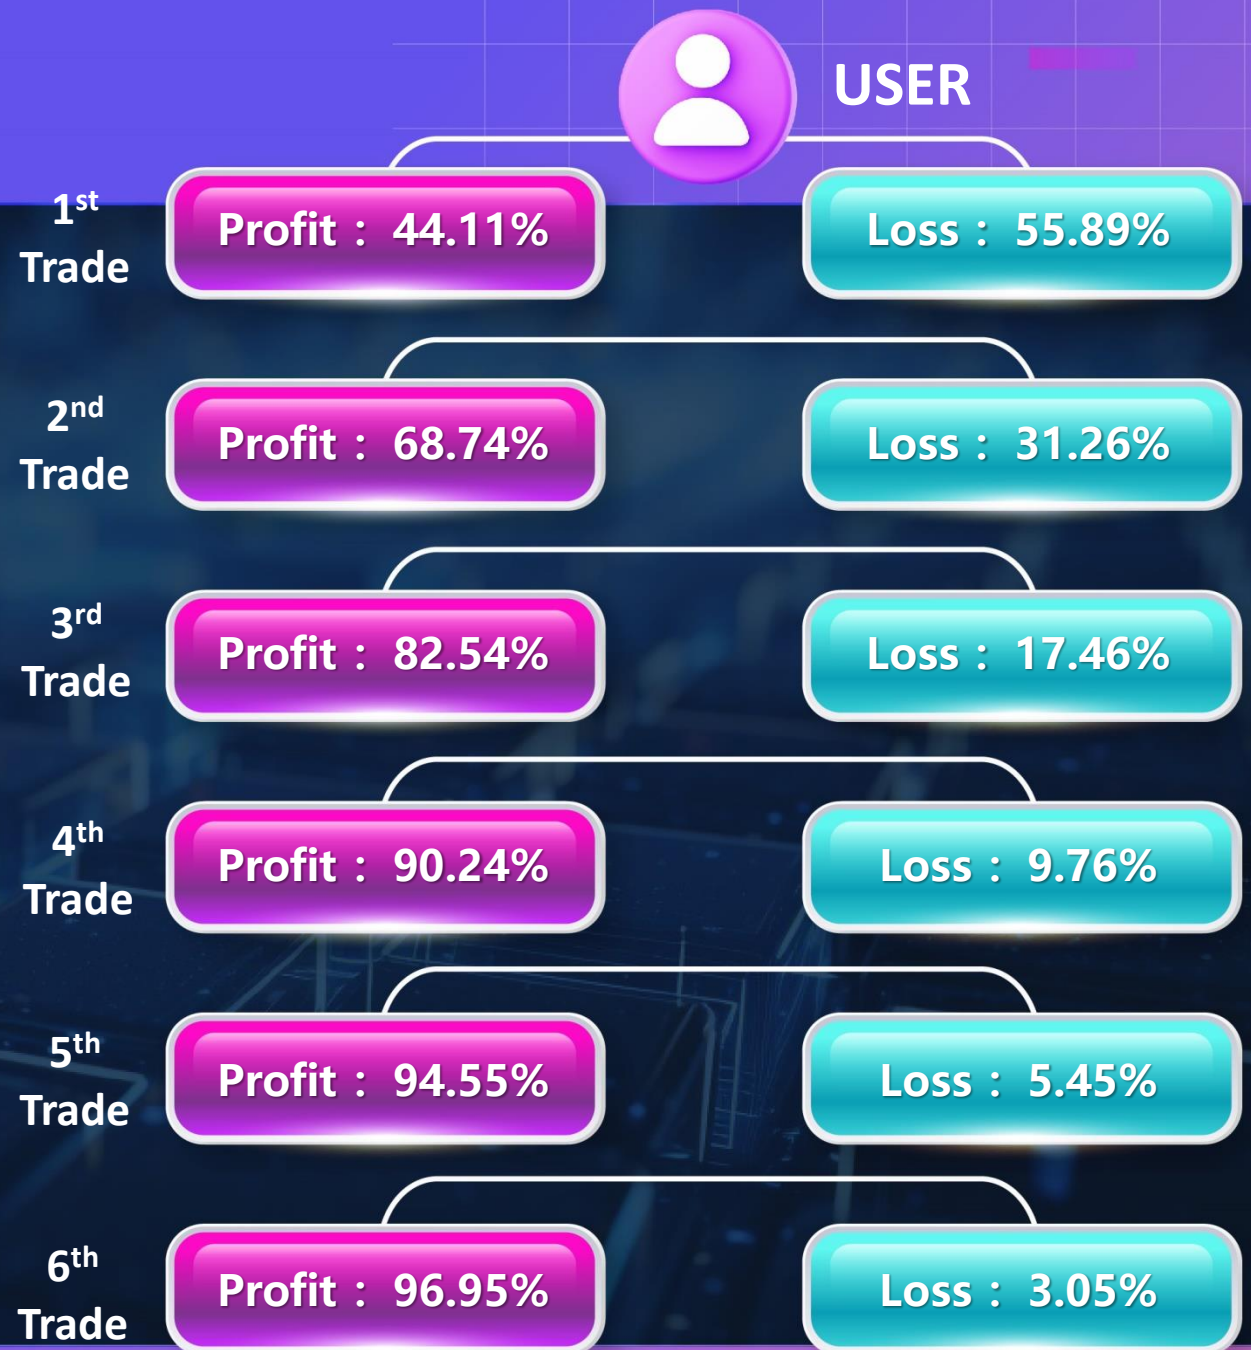 USER
1st
Trade
Profit : 44.11%
Loss : 55.89%
2nd
Trade
Profit : 68.74%
Loss : 31.26%
3rd
Trade
Profit : 82.54%
Loss : 17.46%
4th
Trade
Profit : 90.24%
Loss : 9.76%
5th
Trade
Profit : 94.55%
Loss : 5.45%
6th
Trade
Profit : 96.95%
Loss : 3.05%